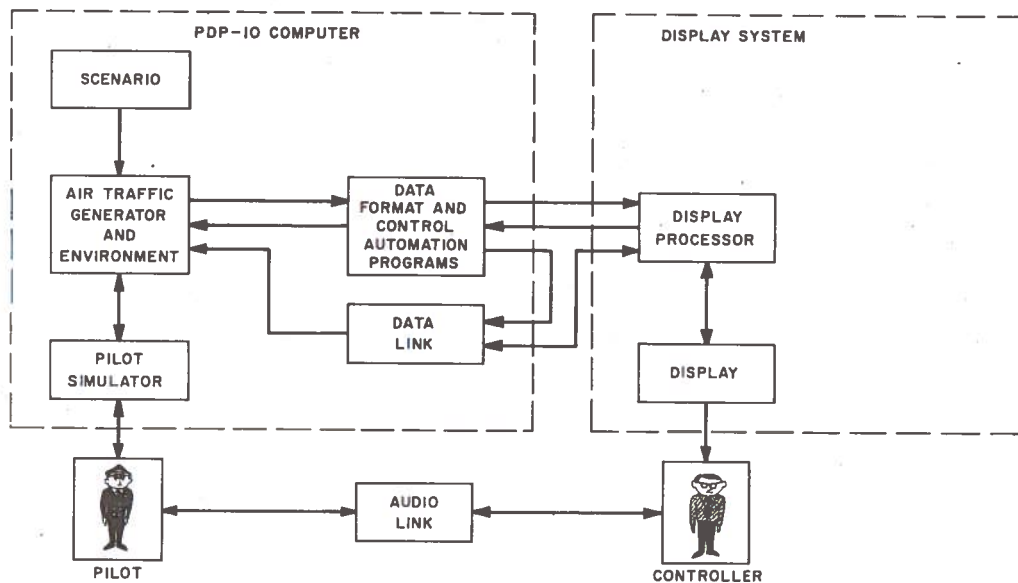 PDP-10 COMPUTER
DISPLAY SYSTEM
SCENARIO
AIR TRAFFIC
GENERATOR
AND
ENVIRONMENT
DATA
FORMAT AND
CONTROL
AUTOMATION
PROGRAMS
DISPLAY
PROCESSOR
DATA
LINK
PILOT
SIMULATOR
DISPLAY
AUDIO
LINK
PILOT
CONTROLLER